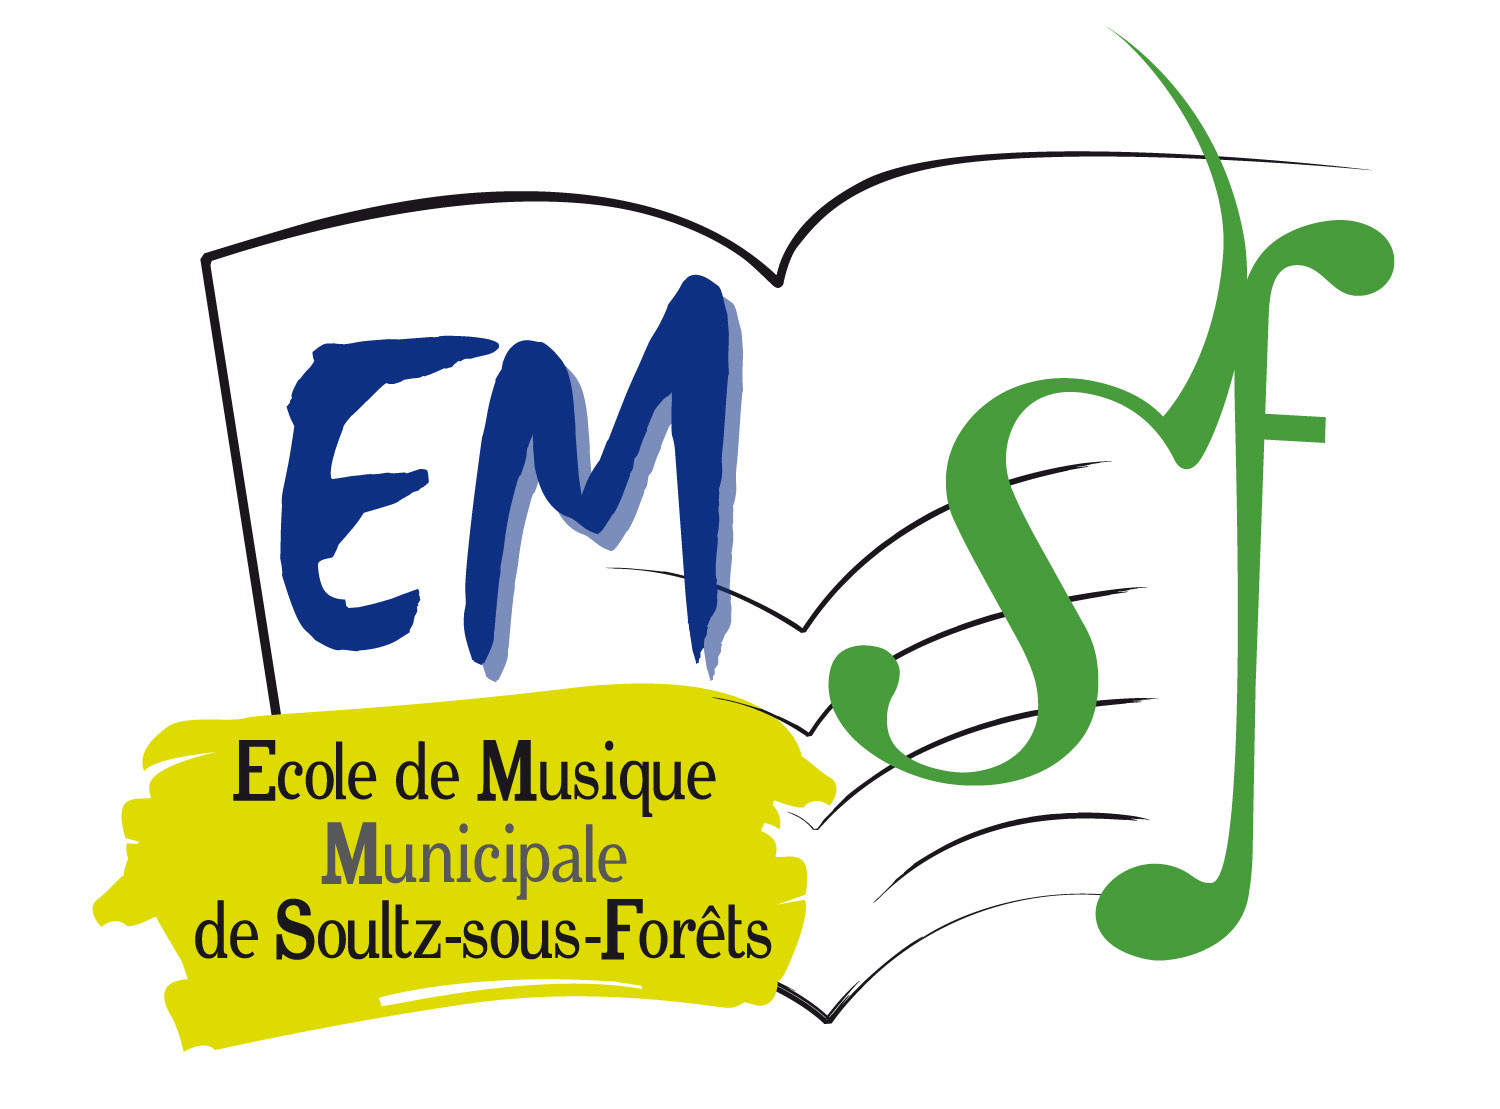 EM sf
Ecole de Musique
Municipale
de Soultz-sous-Forêts